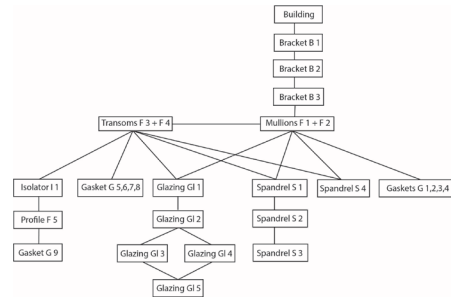 Building
Bracket B 1
Bracket B 2
Bracket B 3
Transoms F 3 + F 4
Mullions F 1 + F 2
Isolator I 1
Gasket G 5,6,7,8
Glazing Gl 1
Spandrel S 1
Spandrel S 4
Gaskets G 1,2,3,4
Profile F 5
Glazing Gl 2
Spandrel S 2
Gasket G 9
Glazing Gl 3
Glazing Gl 4
Spandrel S 3
Glazing Gl 5